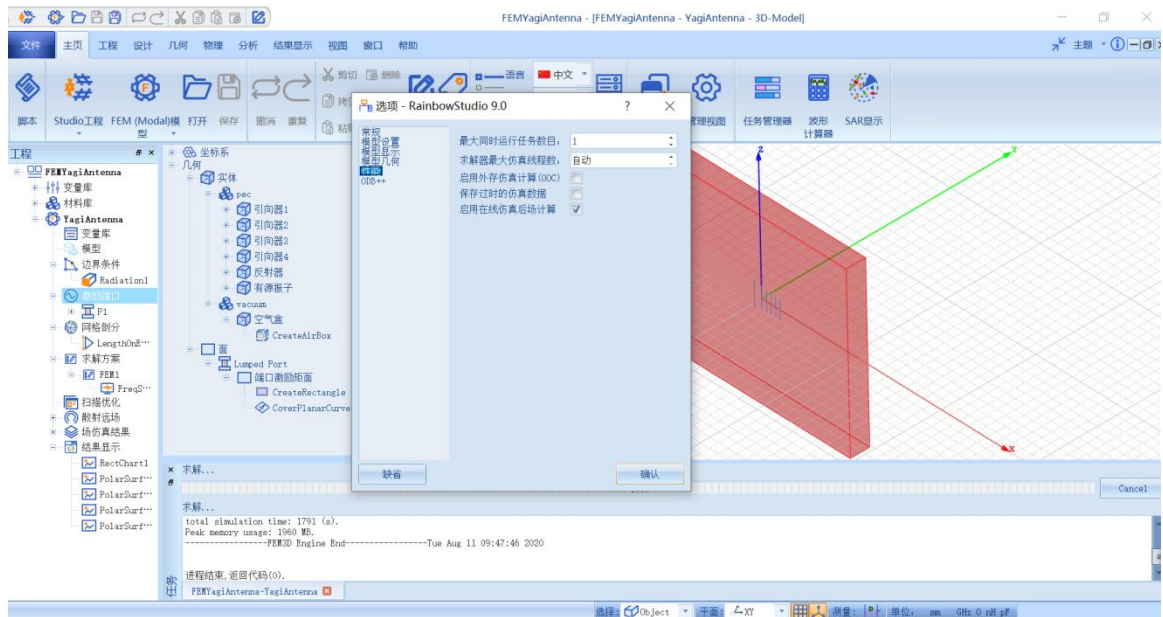 FEMYagiAntenna - [FEMYagiAntenna - YagiAntenna - 3D-Model]
文件 主页 工程 设计 几何 物理 分析 结果显示 视图 窗口 帮助
主题
脚本 Studio工程 FEM (Modal)模型 打开 保存 撤消 重复
剪切 删除
语言 中文
管理视图 任务管理器 波形计算器 SAR显示
工程
FEMYagiAntenna
变量库
材料库
YagiAntenna
变量库
模型
边界条件
Radiation1
激励端口
P1
网格剖分
LengthOnE...
求解方案
FEM1
FreqS...
扫描优化
散射远场
场仿真结果
结果显示
RectChart1
PolarSurf...
PolarSurf...
PolarSurf...
PolarSurf...
坐标系
几何
实体
pec
引向器1
引向器2
引向器3
引向器4
反射器
有源振子
vacuum
空气盒
CreateAirBox
面
Lumped Port
端口激励矩面
CreateRectangle
CoverPlanarCurve
选项 - RainbowStudio 9.0
?
常规
模型设置
模型显示
模型几何
性能
ODB++
最大同时运行任务数目: 1
求解器最大仿真线程数: 自动
启用外存仿真计算(OOC)
保存过时的仿真数据
启用在线仿真后场计算
缺省
确认
z
Y
X
求解...
Cancel
求解...
total simulation time: 1791 (s).
Peak memory usage: 1960 MB.
-----------------FEM3D Engine End-----------------Tue Aug 11 09:47:46 2020
进程结束,返回代码(0).
FEMYagiAntenna-YagiAntenna
选择: Object 平面: XY 测量: 单位: mm GHz O nH pF